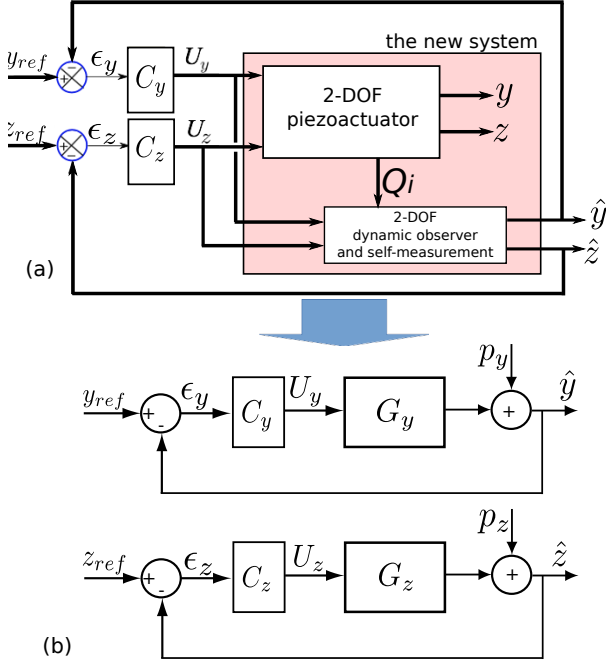 the new system
y_ref + - ϵ_y C_y U_y
2-DOF
piezoactuator
y
z
z_ref + - ϵ_z C_z U_z
Qi
2-DOF
dynamic observer
and self-measurement
ŷ
ẑ
(a)
p_y
y_ref + - ϵ_y C_y U_y G_y + ŷ
p_z
z_ref + - ϵ_z C_z U_z G_z + ẑ
(b)